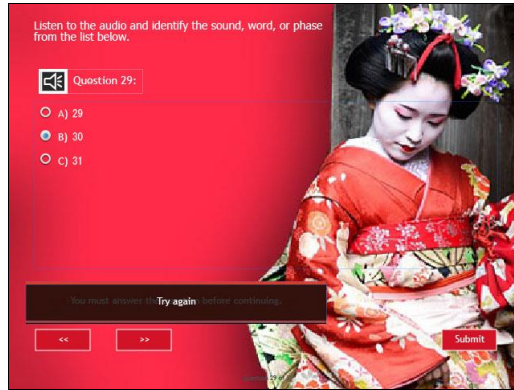 Listen to the audio and identify the sound, word, or phase
from the list below.
Question 29:
A) 29
B) 30
C) 31
You must answer the Try again before continuing.
<< >> Submit